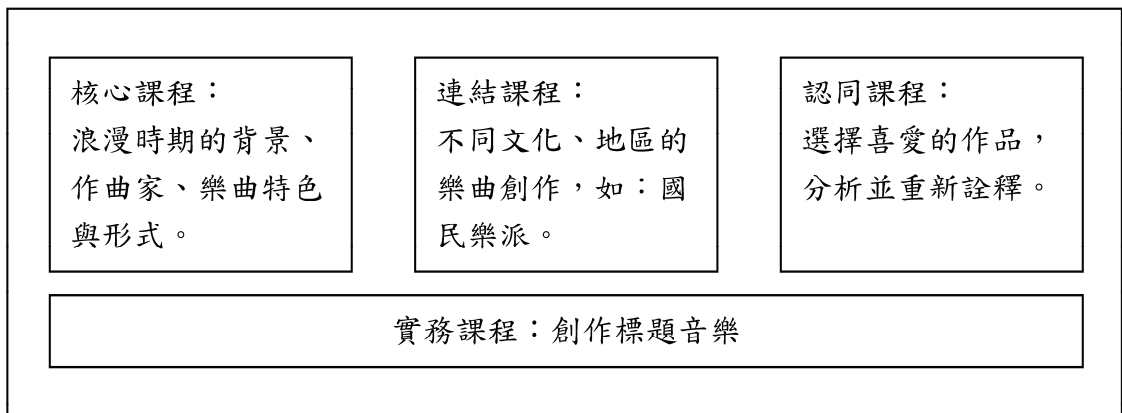 核心課程：
浪漫時期的背景、
作曲家、樂曲特色
與形式。
連結課程：
不同文化、地區的
樂曲創作，如：國
民樂派。
認同課程：
選擇喜愛的作品，
分析並重新詮釋。
實務課程：創作標題音樂